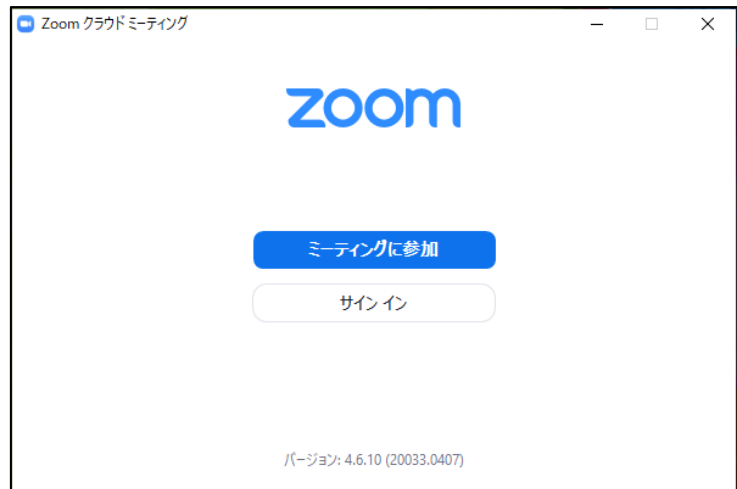 Zoom クラウド ミーティング
zoom
ミーティングに参加
サイン イン
バージョン: 4.6.10 (20033.0407)